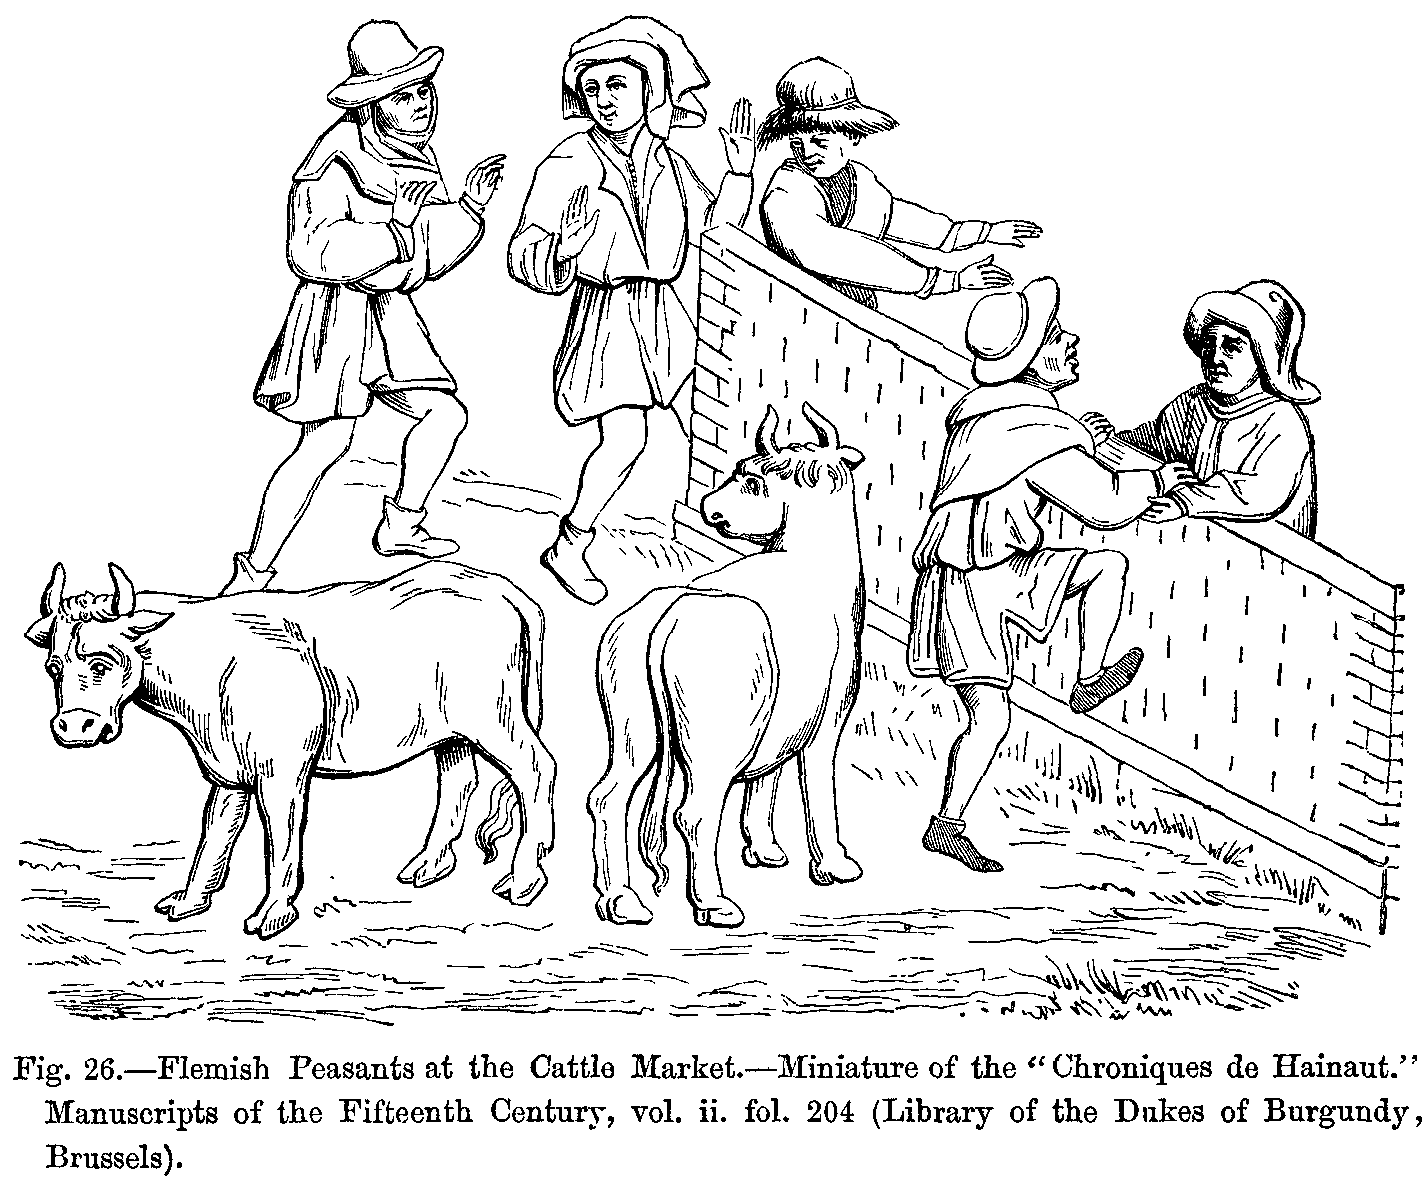 Fig. 26.—Flemish Peasants at the Cattle Market.—Miniature of the “Chroniques de Hainaut.”
Manuscripts of the Fifteenth Century, vol. ii. fol. 204 (Library of the Dukes of Burgundy,
Brussels).